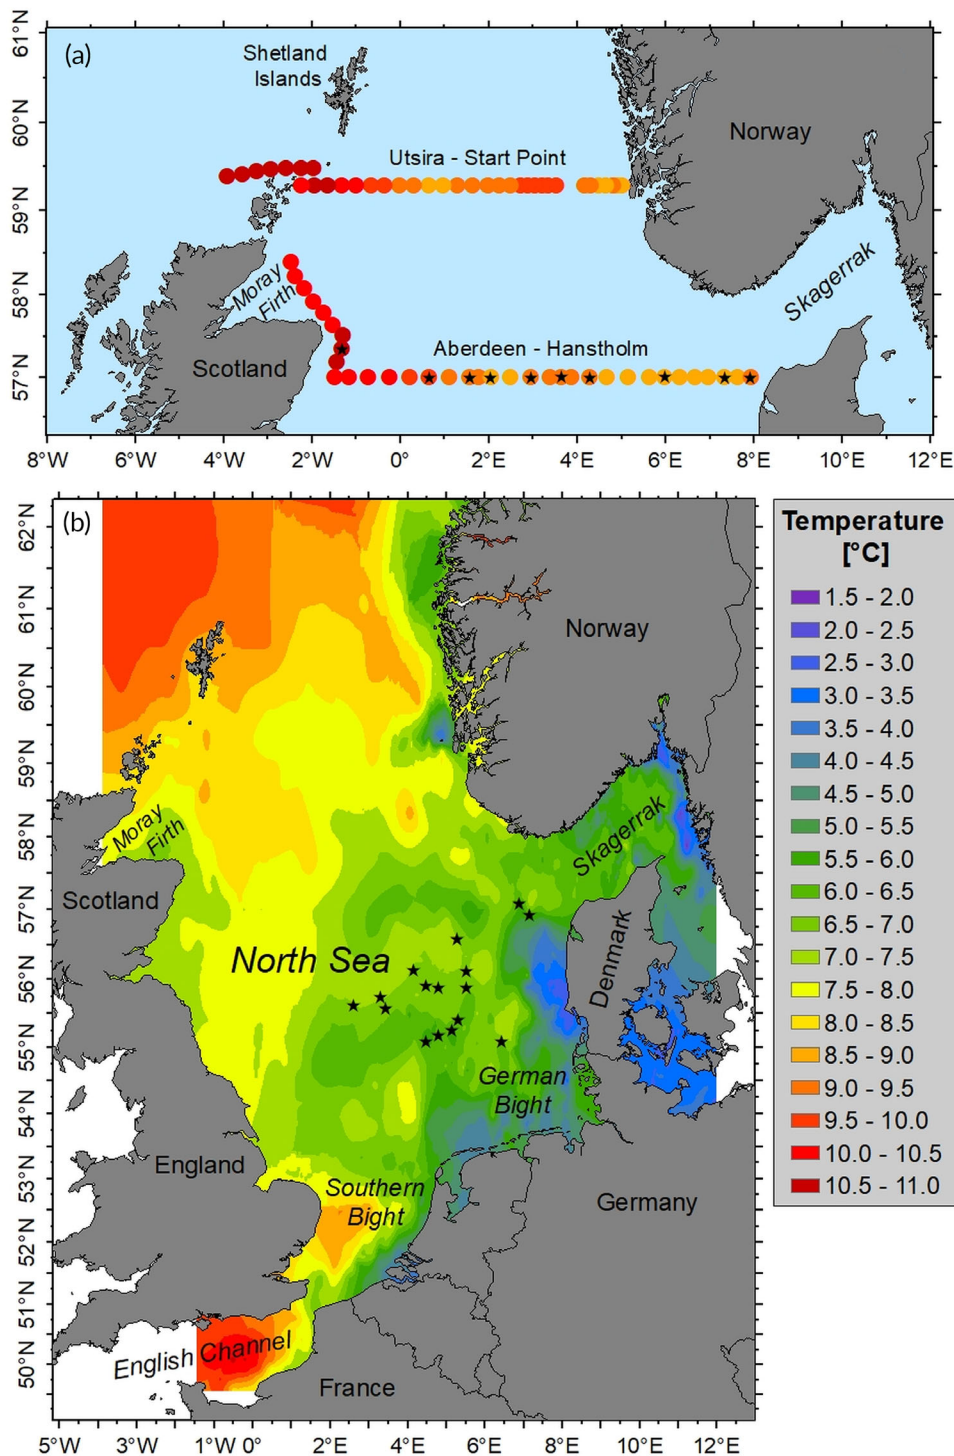 (a)
Shetland
Islands
Norway
Utsira - Start Point
Moray
Firth
Skagerrak
Scotland
Aberdeen - Hanstholm
61°N
60°N
59°N
58°N
57°N
8°W 6°W 4°W 2°W 0° 2°E 4°E 6°E 8°E 10°E 12°E
(b)
Norway
Moray
Firth
Skagerrak
Scotland
North Sea
Denmark
German
Bight
England
Southern
Bight
Germany
English Channel
France
62°N
61°N
60°N
59°N
58°N
57°N
56°N
55°N
54°N
53°N
52°N
51°N
50°N
5°W 3°W 1°W 0° 2°E 4°E 6°E 8°E 10°E 12°E
Temperature
[°C]
1.5 - 2.0
2.0 - 2.5
2.5 - 3.0
3.0 - 3.5
3.5 - 4.0
4.0 - 4.5
4.5 - 5.0
5.0 - 5.5
5.5 - 6.0
6.0 - 6.5
6.5 - 7.0
7.0 - 7.5
7.5 - 8.0
8.0 - 8.5
8.5 - 9.0
9.0 - 9.5
9.5 - 10.0
10.0 - 10.5
10.5 - 11.0